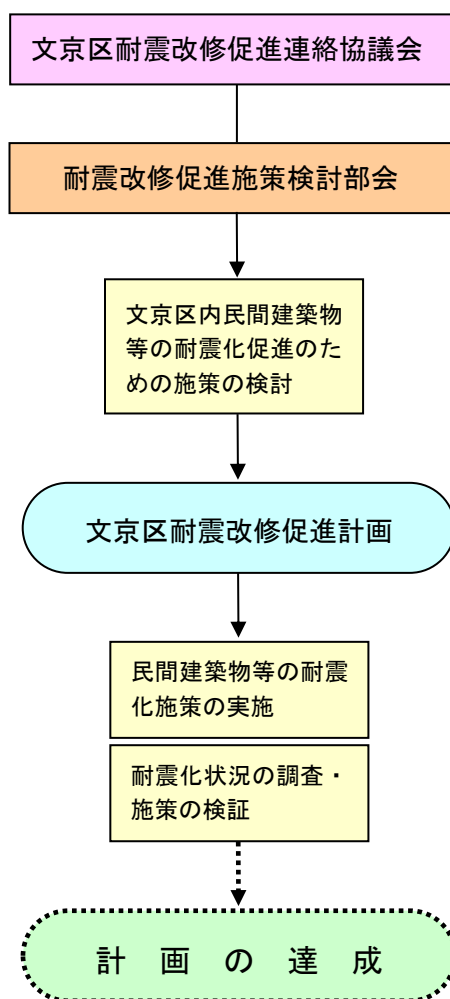 文京区耐震改修促進連絡協議会
耐震改修促進施策検討部会
文京区内民間建築物
等の耐震化促進のた
めの施策の検討
文京区耐震改修促進計画
民間建築物等の耐震
化施策の実施
耐震化状況の調査・
施策の検証
計画の達成